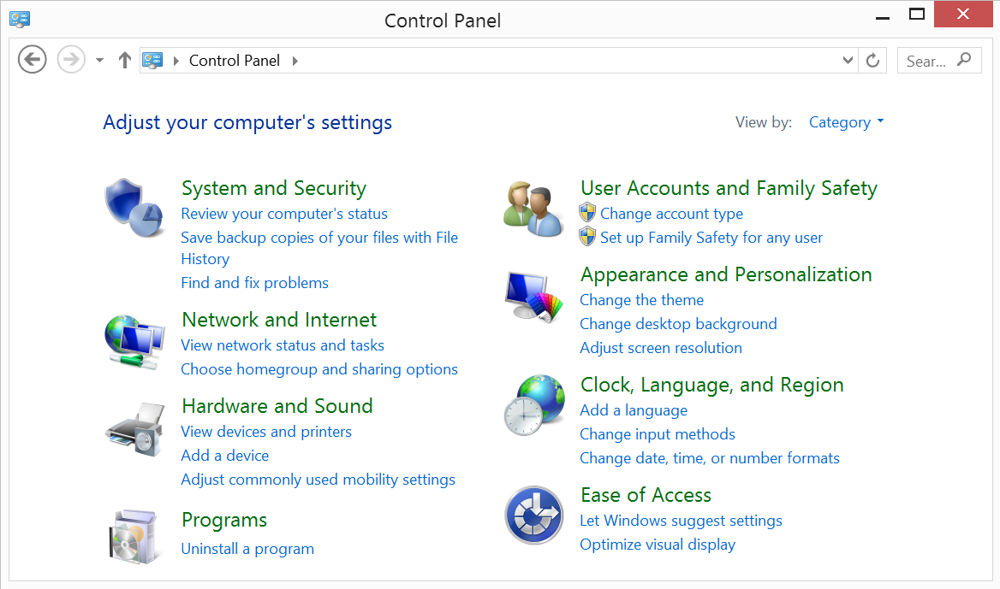 Control Panel
Control Panel
Sear...
Adjust your computer's settings
View by: Category
System and Security
Review your computer's status
Save backup copies of your files with File
History
Find and fix problems
Network and Internet
View network status and tasks
Choose homegroup and sharing options
Hardware and Sound
View devices and printers
Add a device
Adjust commonly used mobility settings
Programs
Uninstall a program
User Accounts and Family Safety
Change account type
Set up Family Safety for any user
Appearance and Personalization
Change the theme
Change desktop background
Adjust screen resolution
Clock, Language, and Region
Add a language
Change input methods
Change date, time, or number formats
Ease of Access
Let Windows suggest settings
Optimize visual display